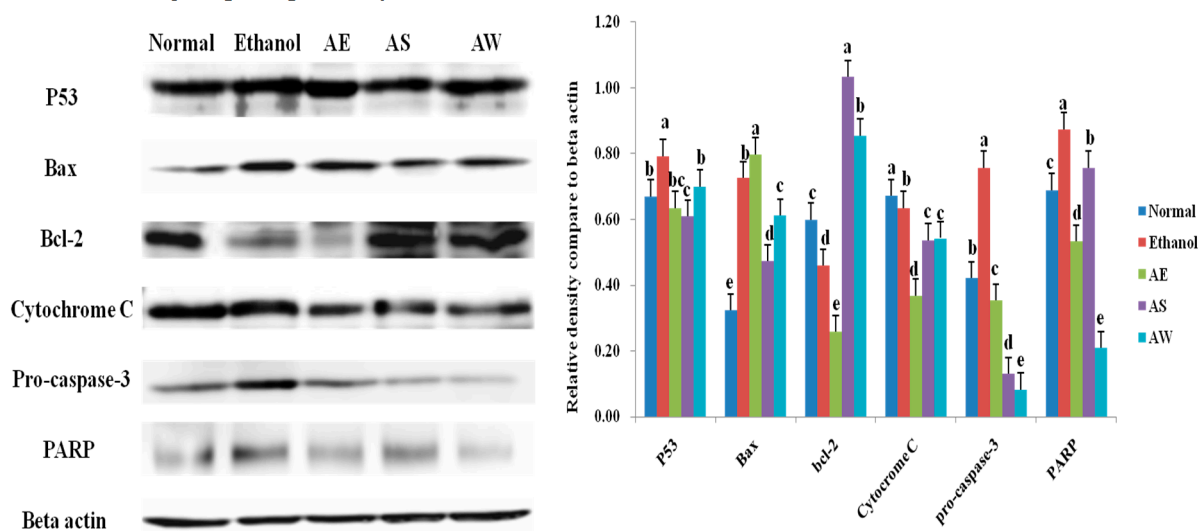 Normal Ethanol AE AS AW
P53
Bax
Bcl-2
Cytochrome C
Pro-caspase-3
PARP
Beta actin
Relative density compare to beta actin
1.20
1.00
0.80
0.60
0.40
0.20
0.00
b a bc c b
e b a d c
c d e a b
a b d c c
b a c d e
c a d b e
P53
Bax
bcl-2
Cytocrome C
pro-caspase-3
PARP
Normal
Ethanol
AE
AS
AW